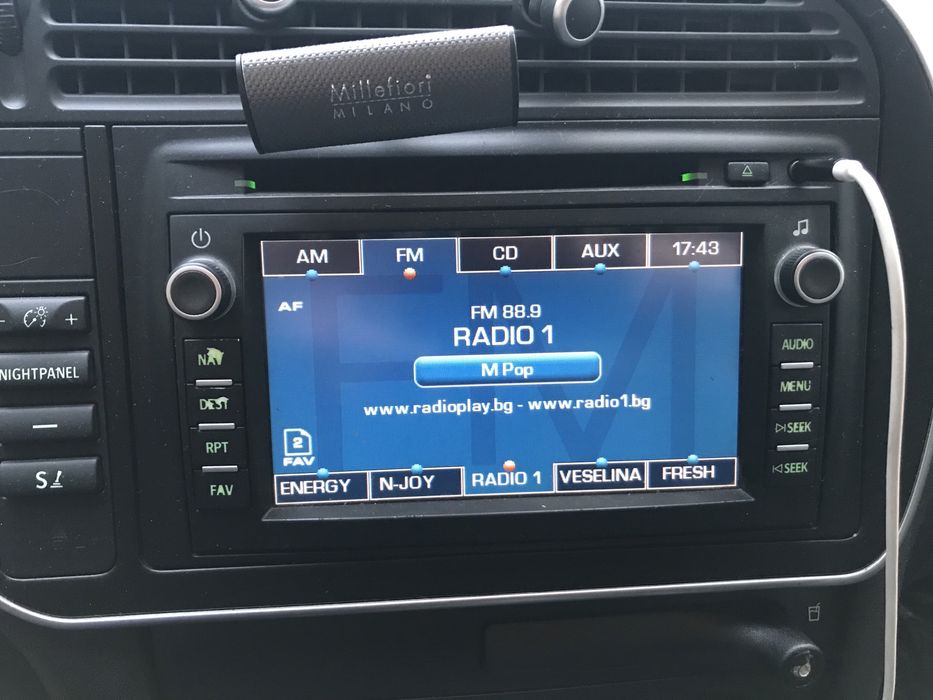 Millefiori
MILANO
AM FM CD AUX 17:43
AF
FM 88.9
RADIO 1
M Pop
www.radioplay.bg - www.radio1.bg
2
FAV
ENERGY N-JOY RADIO 1 VESELINA FRESH
NAV
DEST
RPT
FAV
AUDIO
MENU
SEEK
SEEK
- +
NIGHTPANEL
S